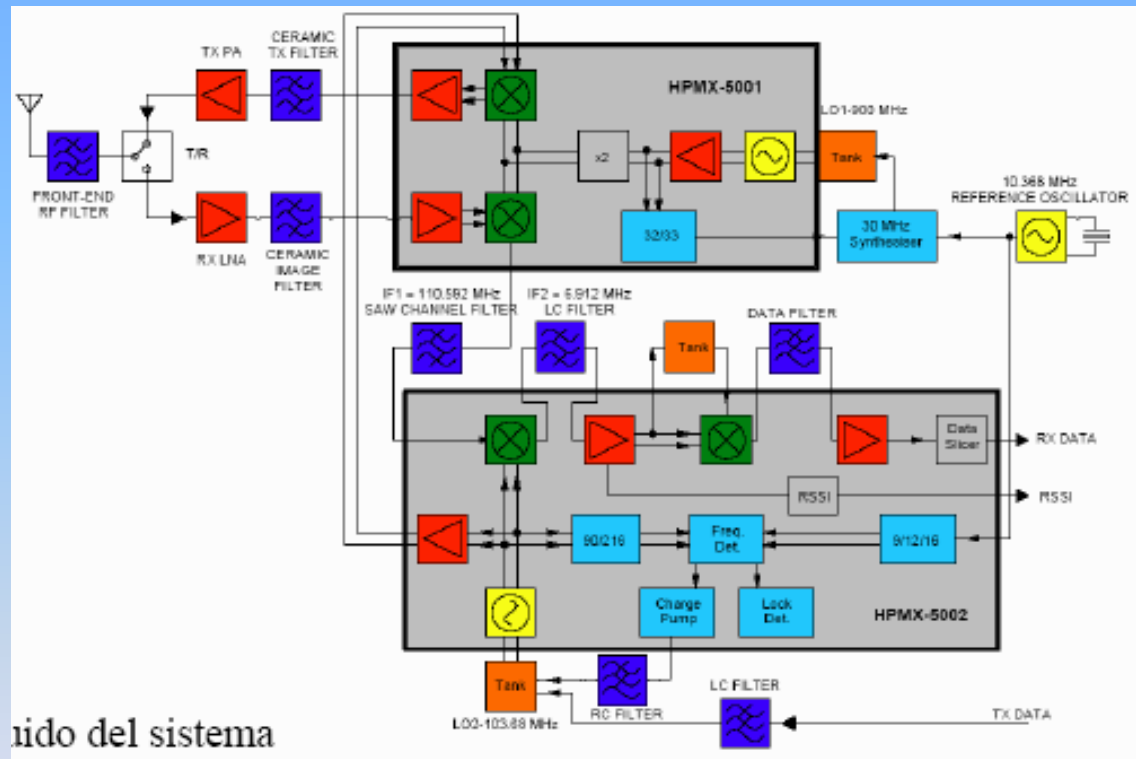 CERAMIC
TX FILTER
TX PA
HPMX-5001
LO1-900 MHz
T/R
x2
Tank
10.368 MHz
REFERENCE OSCILLATOR
FRONT-END
RF FILTER
32/33
30 MHz
Synthesiser
RX LNA
CERAMIC
IMAGE
FILTER
IF1 = 110.592 MHz
SAW CHANNEL FILTER
IF2 = 6.912 MHz
LC FILTER
DATA FILTER
Tank
Data
Slicer
RX DATA
RSSI
RSSI
90/216
Freq.
Det.
9/12/16
Charge
Pump
Lock
Det.
HPMX-5002
Tank
LO2-103.68 MHz
RC FILTER
LC FILTER
TX DATA
uido del sistema